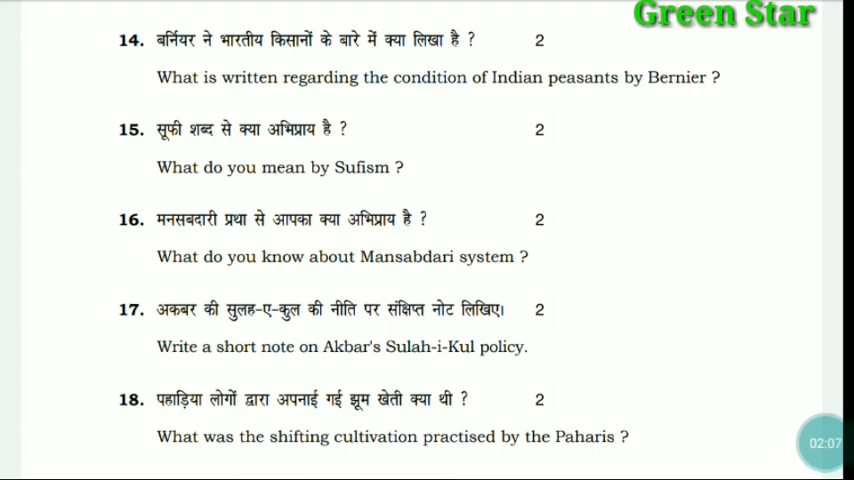 Green Star
14. बर्नियर ने भारतीय किसानों के बारे में क्या लिखा है ? 2
What is written regarding the condition of Indian peasants by Bernier ?
15. सूफी शब्द से क्या अभिप्राय है ? 2
What do you mean by Sufism ?
16. मनसबदारी प्रथा से आपका क्या अभिप्राय है ? 2
What do you know about Mansabdari system ?
17. अकबर की सुलह-ए-कुल की नीति पर संक्षिप्त नोट लिखिए। 2
Write a short note on Akbar's Sulah-i-Kul policy.
18. पहाड़िया लोगों द्वारा अपनाई गई झूम खेती क्या थी ? 2
What was the shifting cultivation practised by the Paharis ?
02:07